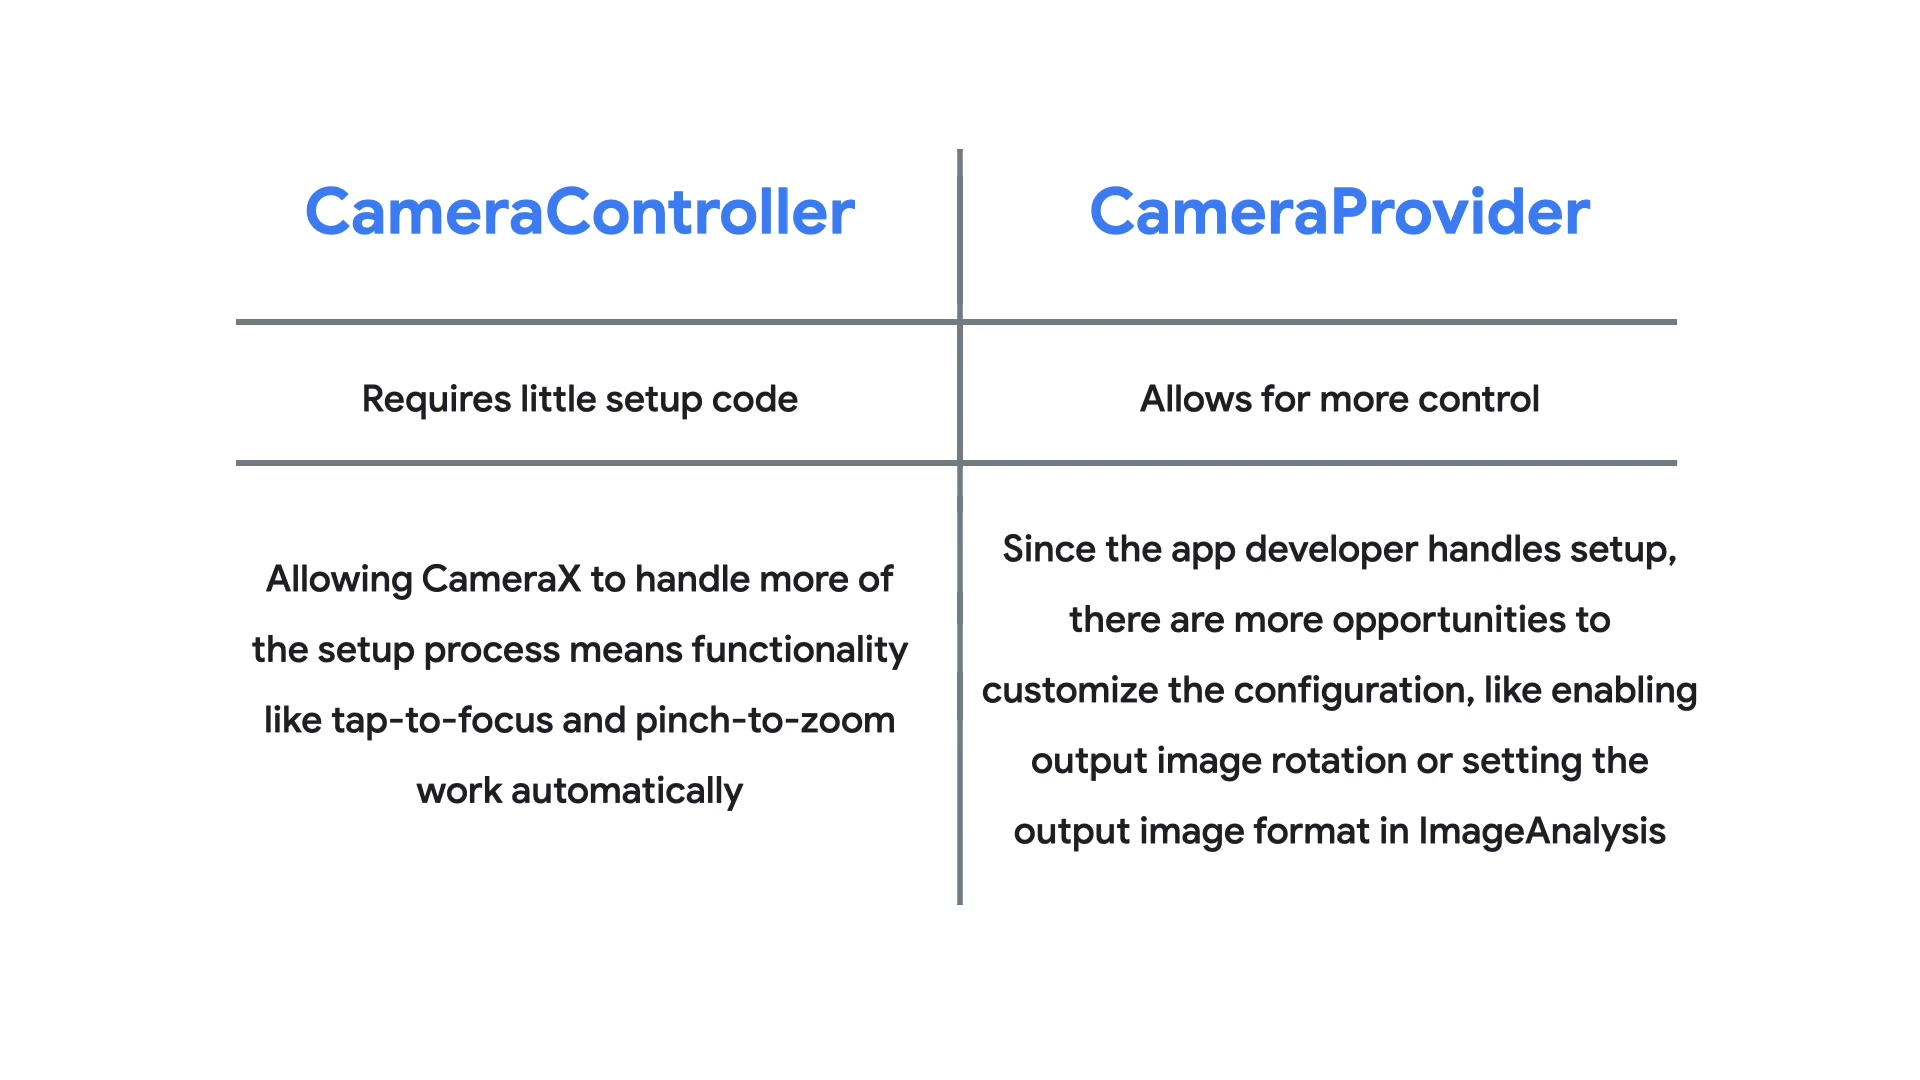 CameraController
CameraProvider
Requires little setup code
Allows for more control
Allowing CameraX to handle more of
the setup process means functionality
like tap-to-focus and pinch-to-zoom
work automatically
Since the app developer handles setup,
there are more opportunities to
customize the configuration, like enabling
output image rotation or setting the
output image format in ImageAnalysis